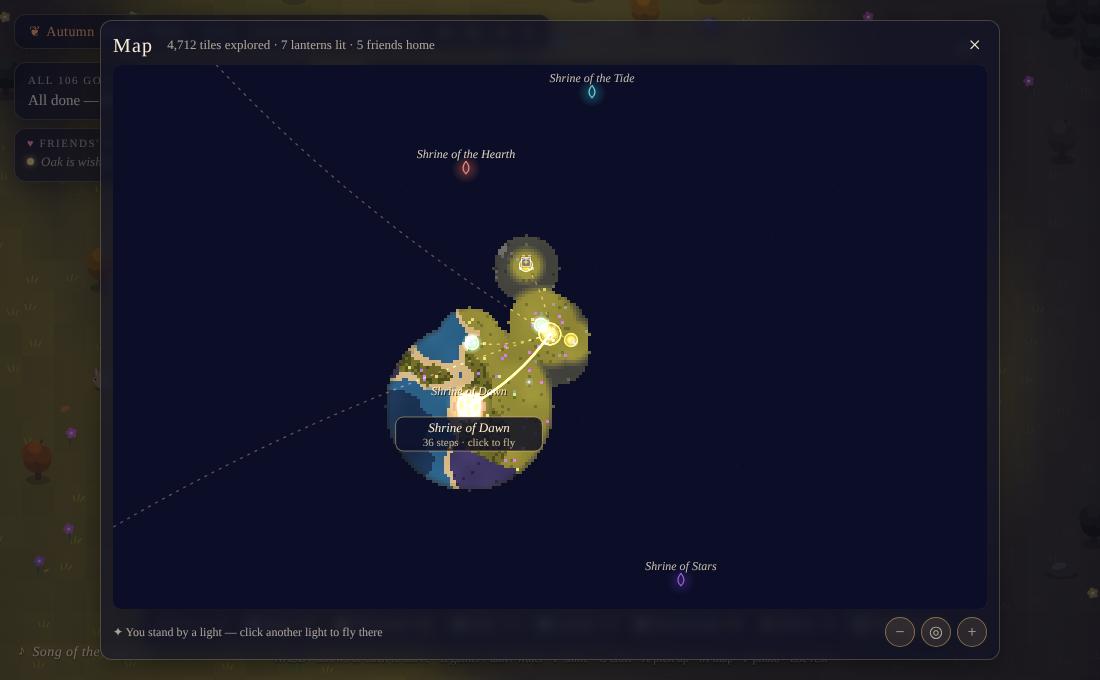 ❦ Autumn
Map 4,712 tiles explored · 7 lanterns lit · 5 friends home ×
ALL 106 GO
All done —
♥ FRIENDS'
Oak is wish
Shrine of the Tide
Shrine of the Hearth
Shrine of Dawn
Shrine of Dawn
36 steps · click to fly
Shrine of Stars
✦ You stand by a light — click another light to fly there
− ◎ +
♪ Song of the